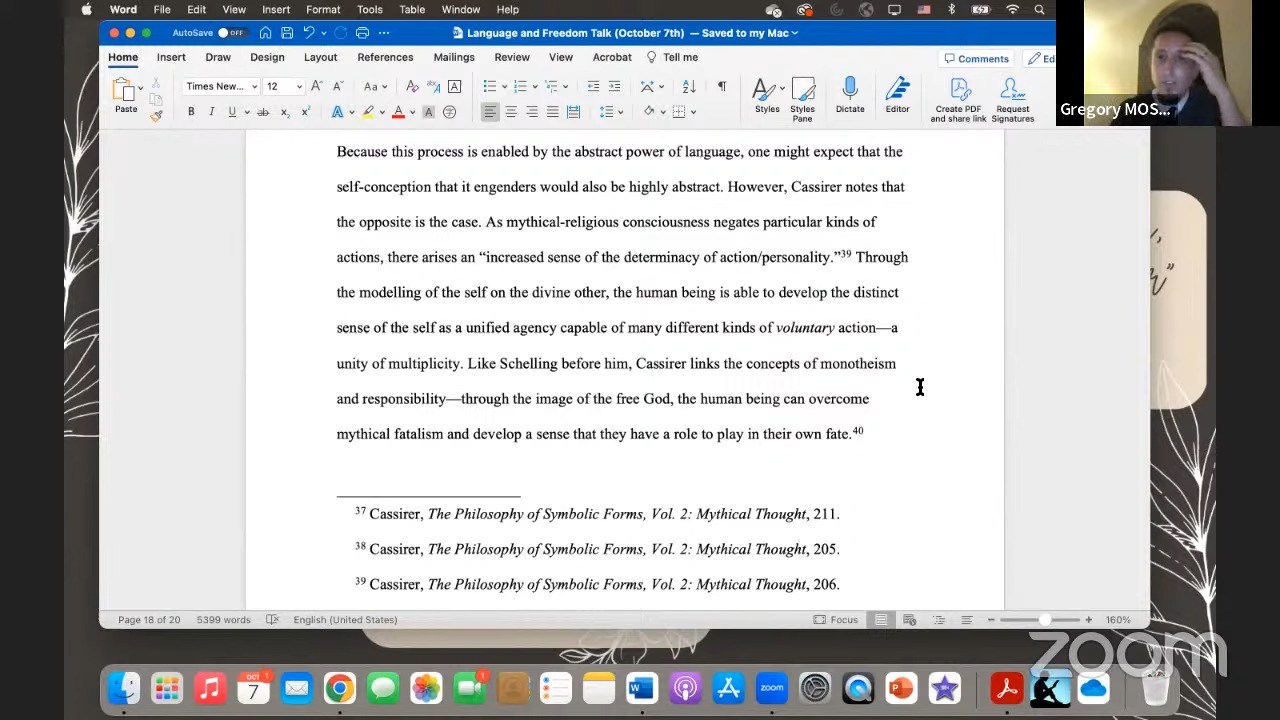 Word File Edit View Insert Format Tools Table Window Help
AutoSave OFF
Language and Freedom Talk (October 7th) — Saved to my Mac
Home Insert Draw Design Layout References Mailings Review View Acrobat Tell me
Comments
Times New... 12
Aa
Paste
Styles
Styles Pane
Dictate
Editor
Create PDF and share link
Request Signatures
Gregory MOS...
Because this process is enabled by the abstract power of language, one might expect that the
self-conception that it engenders would also be highly abstract. However, Cassirer notes that
the opposite is the case. As mythical-religious consciousness negates particular kinds of
actions, there arises an “increased sense of the determinacy of action/personality.”39 Through
the modelling of the self on the divine other, the human being is able to develop the distinct
sense of the self as a unified agency capable of many different kinds of voluntary action—a
unity of multiplicity. Like Schelling before him, Cassirer links the concepts of monotheism
and responsibility—through the image of the free God, the human being can overcome
mythical fatalism and develop a sense that they have a role to play in their own fate.40
37 Cassirer, The Philosophy of Symbolic Forms, Vol. 2: Mythical Thought, 211.
38 Cassirer, The Philosophy of Symbolic Forms, Vol. 2: Mythical Thought, 205.
39 Cassirer, The Philosophy of Symbolic Forms, Vol. 2: Mythical Thought, 206.
Page 18 of 20 5399 words English (United States) Focus 160%
zoom
OCT
7
zoom